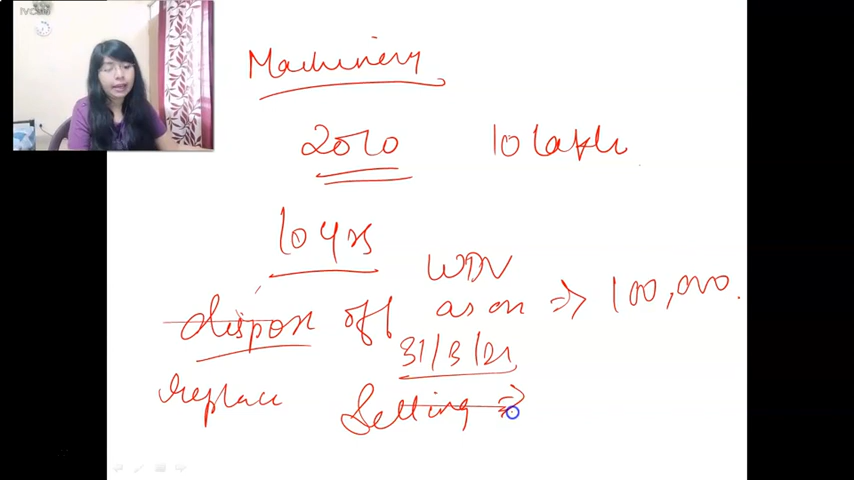 Machinery
2010 10 lakh
10 yrs
WDV
dispose off as on ⇒ 100,000.
31/3/21
replace Selling ⇒